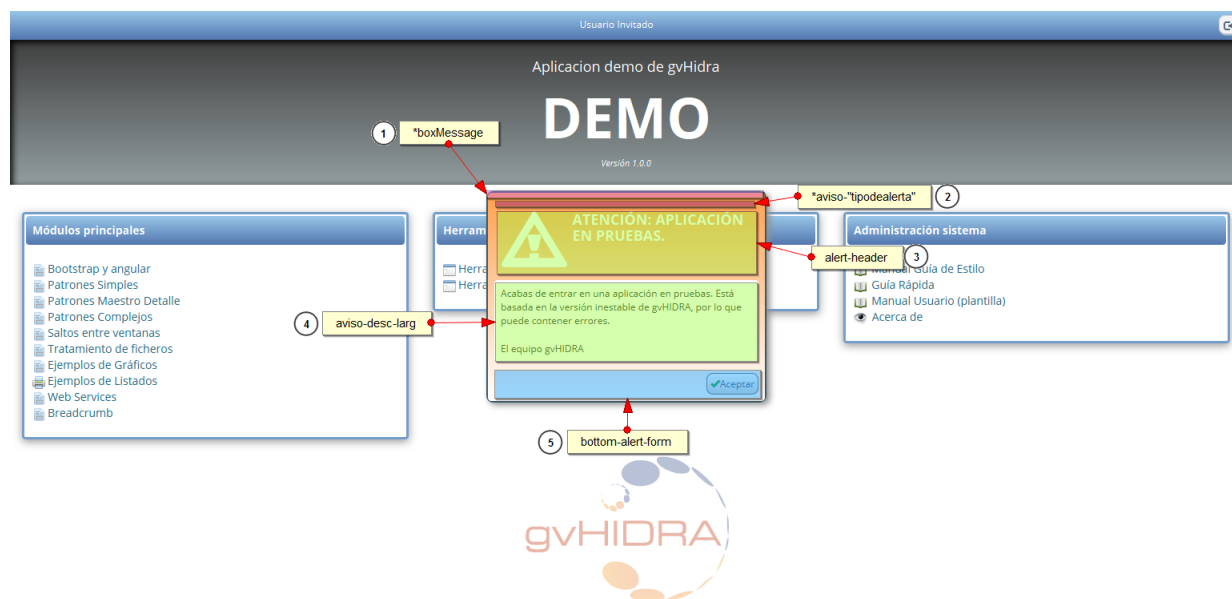 Usuario Invitado
Aplicacion demo de gvHidra
DEMO
Versión 1.0.0
1 *boxMessage
*aviso-"tipodealerta" 2
alert-header 3
4 aviso-desc-larg
5 bottom-alert-form
ATENCIÓN: APLICACIÓN
EN PRUEBAS.
Acabas de entrar en una aplicación en pruebas. Está
basada en la versión inestable de gvHIDRA, por lo que
puede contener errores.
El equipo gvHIDRA
Aceptar
Módulos principales
Bootstrap y angular
Patrones Simples
Patrones Maestro Detalle
Patrones Complejos
Saltos entre ventanas
Tratamiento de ficheros
Ejemplos de Gráficos
Ejemplos de Listados
Web Services
Breadcrumb
Herram
Herra
Herra
Administración sistema
Manual Guía de Estilo
Guía Rápida
Manual Usuario (plantilla)
Acerca de
gvHIDRA